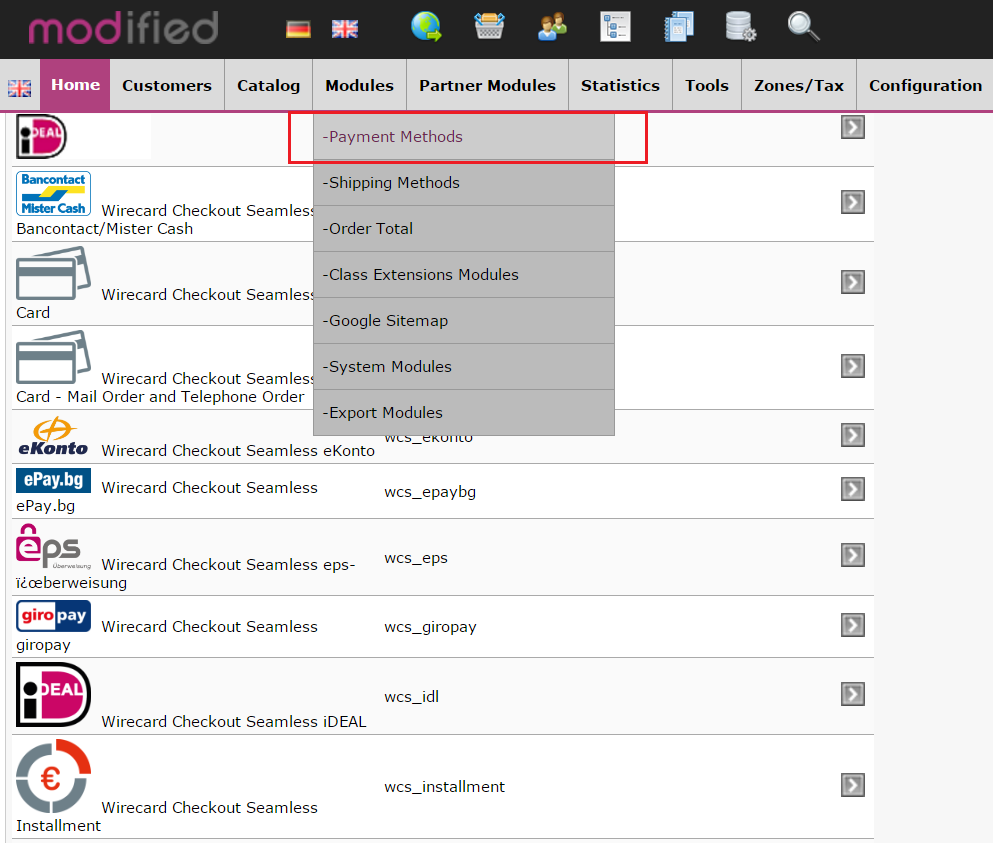 modified
Home Customers Catalog Modules Partner Modules Statistics Tools Zones/Tax Configuration
iDEAL
-Payment Methods
-Shipping Methods
-Order Total
-Class Extensions Modules
-Google Sitemap
-System Modules
-Export Modules
Bancontact
Mister Cash
Wirecard Checkout Seamless
Bancontact/Mister Cash
Wirecard Checkout Seamless
Card
Wirecard Checkout Seamless
Card - Mail Order and Telephone Order
eKonto
Wirecard Checkout Seamless eKonto
wcs_ekonto
ePay.bg
Wirecard Checkout Seamless
ePay.bg
wcs_epaybg
eps
Überweisung
Wirecard Checkout Seamless eps-
ï¿œberweisung
wcs_eps
giropay
Wirecard Checkout Seamless
giropay
wcs_giropay
iDEAL
Wirecard Checkout Seamless iDEAL
wcs_idl
€
Wirecard Checkout Seamless
Installment
wcs_installment